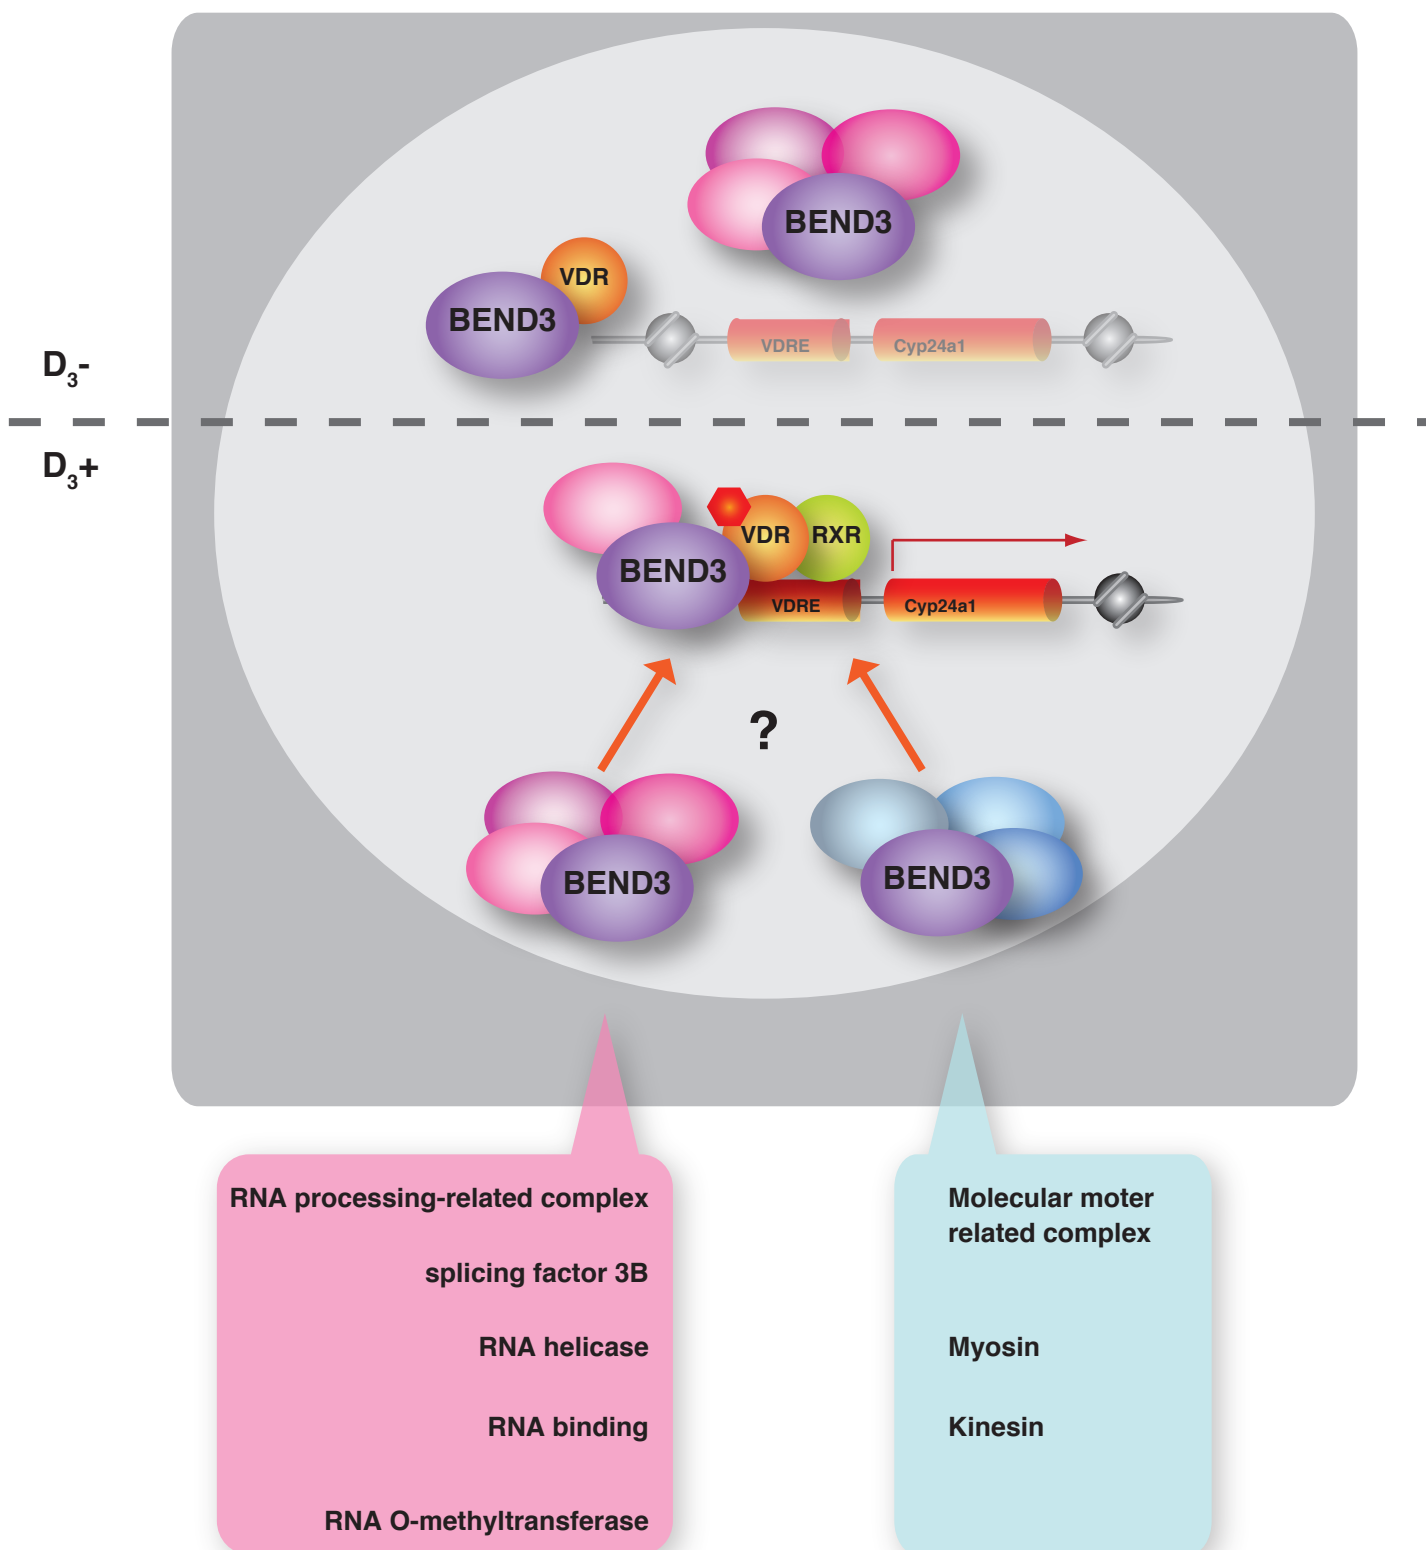 BEND3
VDR
BEND3
VDRE
Cyp24a1
D3-
D3+
VDR
RXR
BEND3
VDRE
Cyp24a1
?
BEND3
BEND3
RNA processing-related complex
splicing factor 3B
RNA helicase
RNA binding
RNA O-methyltransferase
Molecular moter
related complex
Myosin
Kinesin